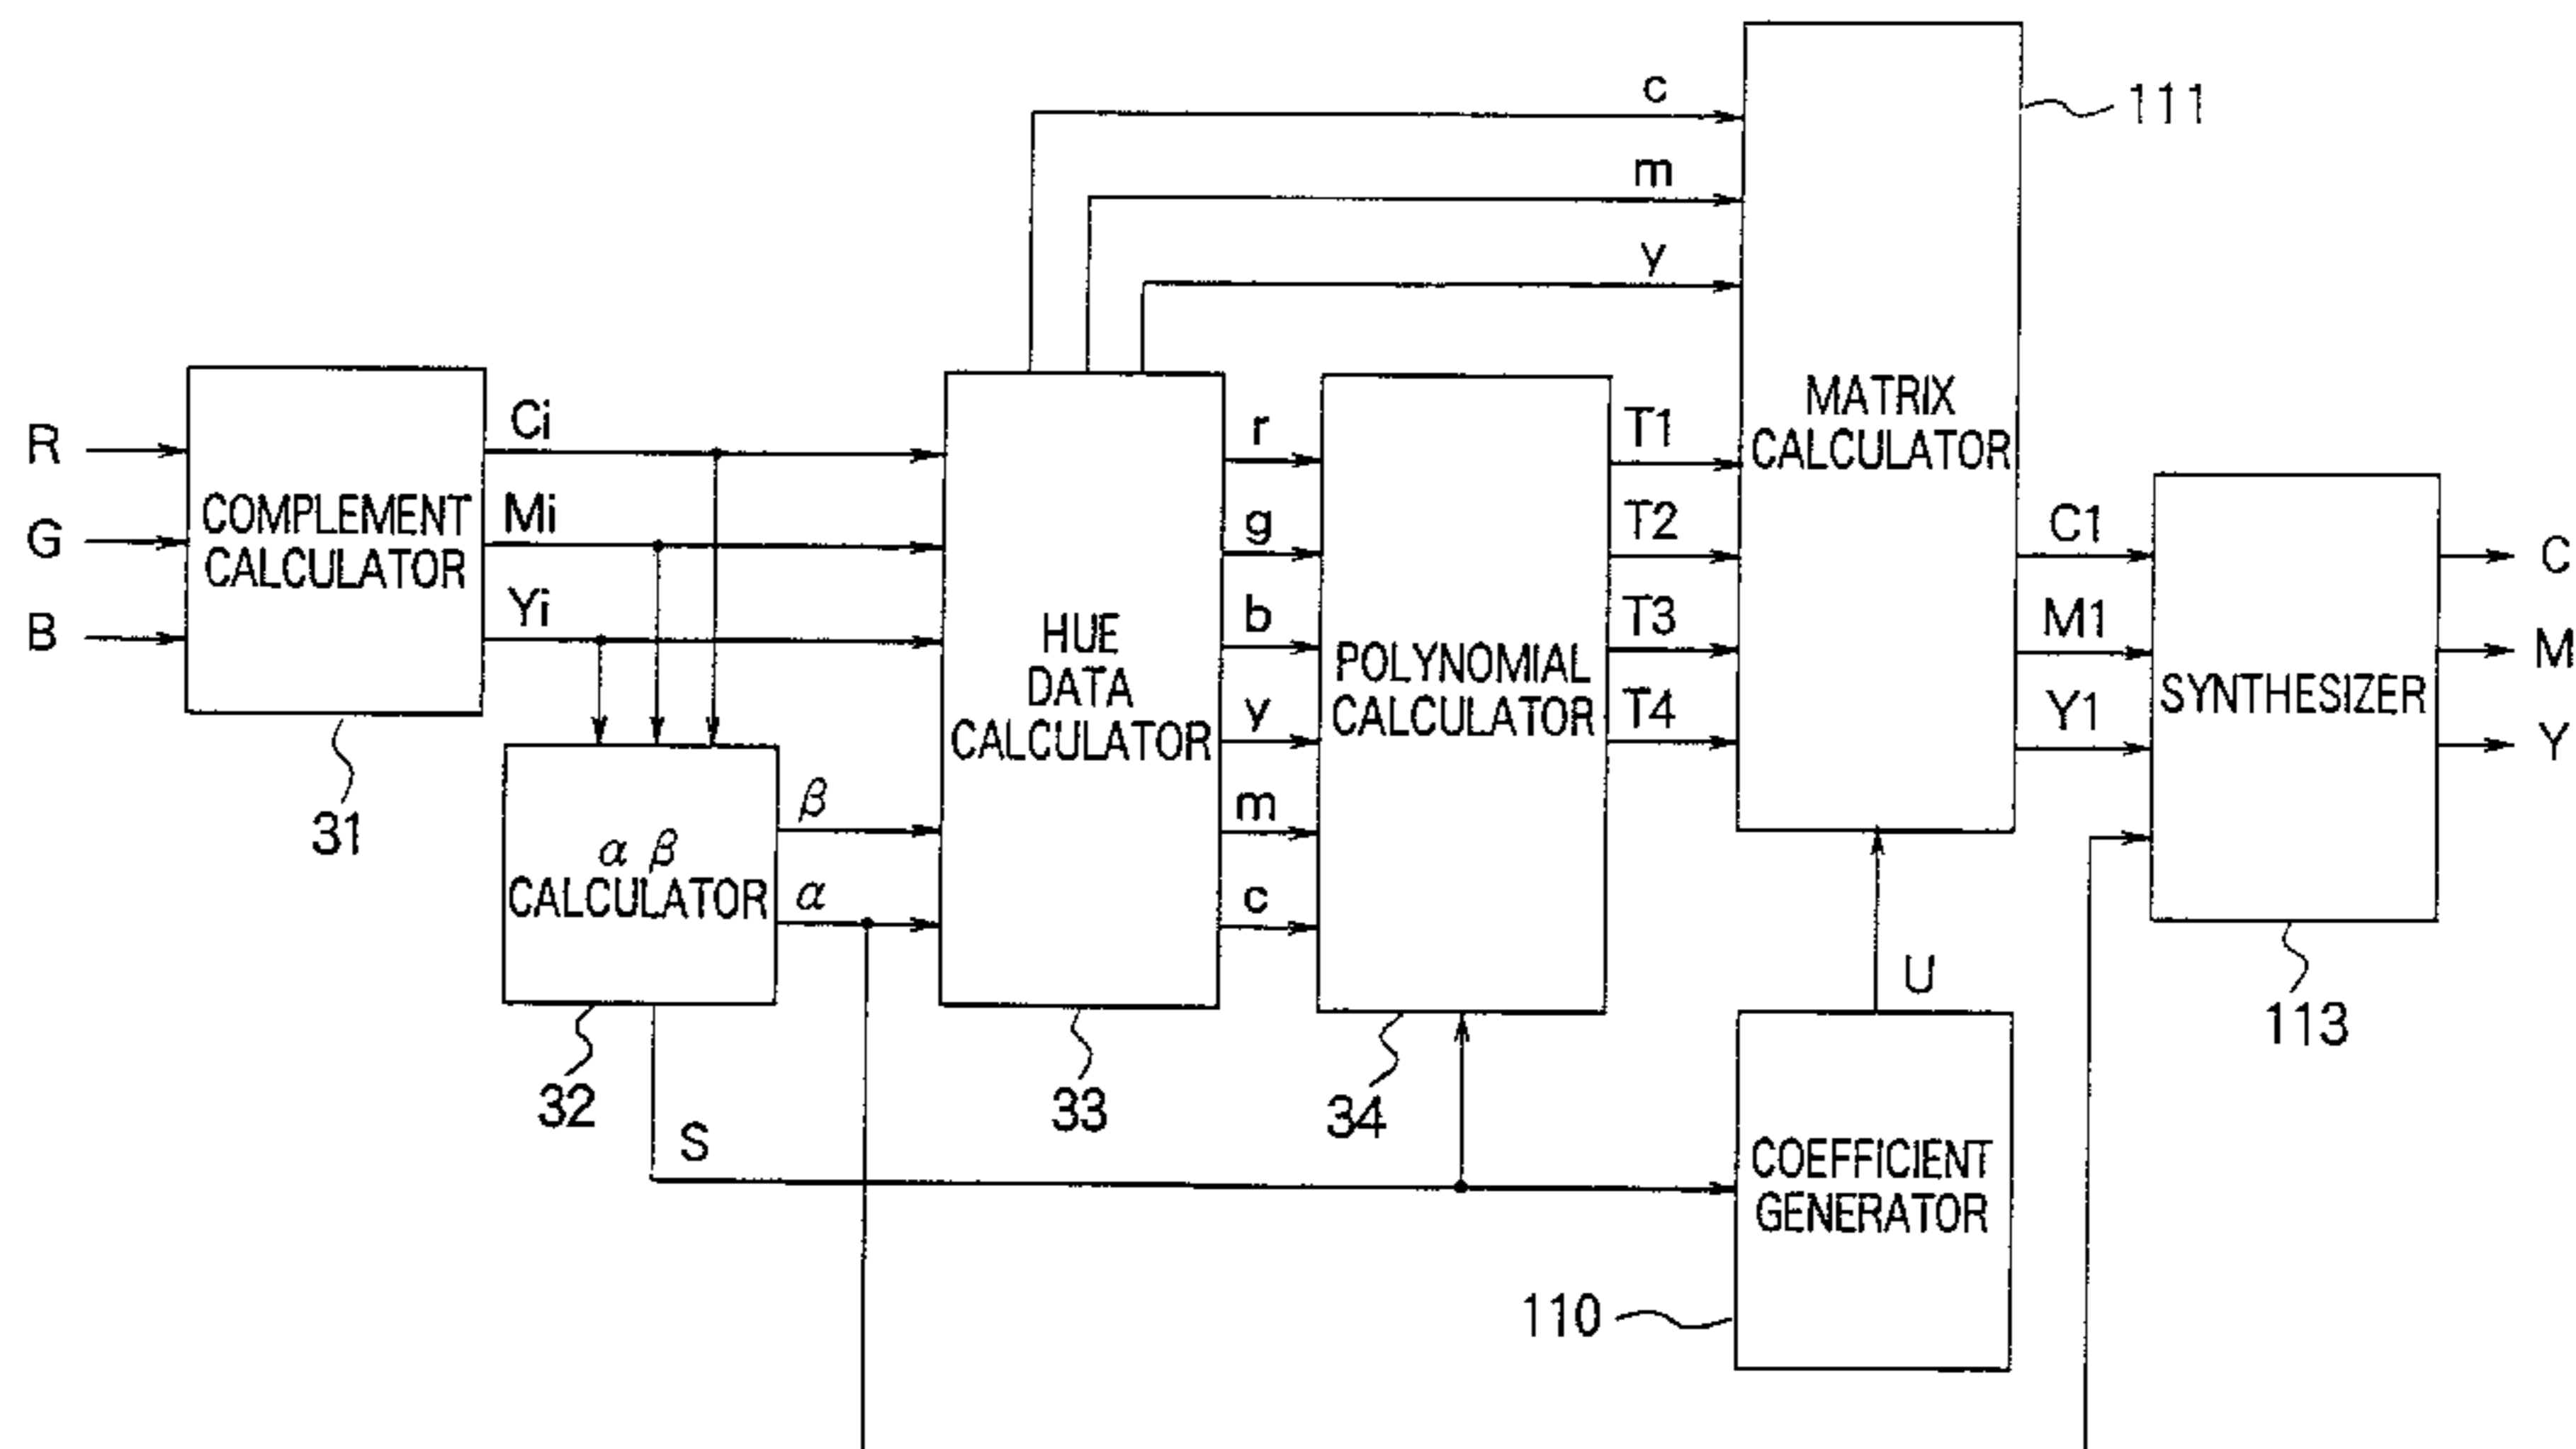 c
m
y
111
R
G
B
COMPLEMENT
CALCULATOR
31
Ci
Mi
Yi
α β
CALCULATOR
32
β
α
S
HUE
DATA
CALCULATOR
33
r
g
b
y
m
c
POLYNOMIAL
CALCULATOR
34
T1
T2
T3
T4
MATRIX
CALCULATOR
U
COEFFICIENT
GENERATOR
110
C1
M1
Y1
SYNTHESIZER
113
C
M
Y